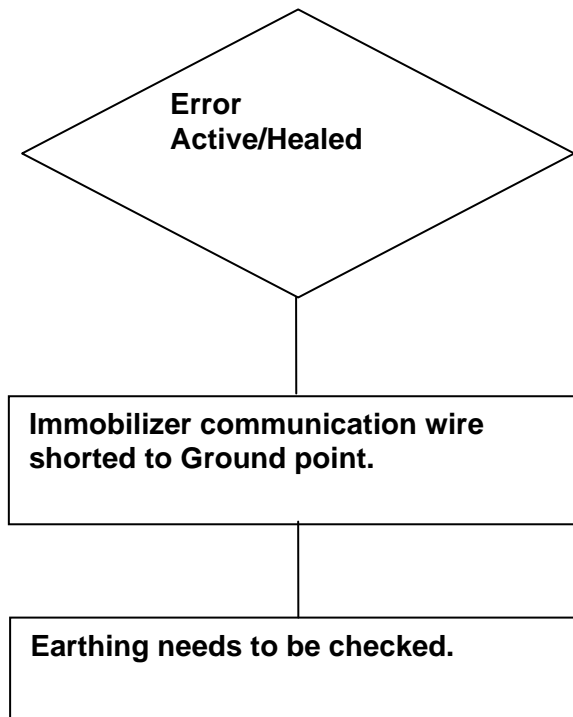 Error
Active/Healed
Immobilizer communication wire
shorted to Ground point.
Earthing needs to be checked.